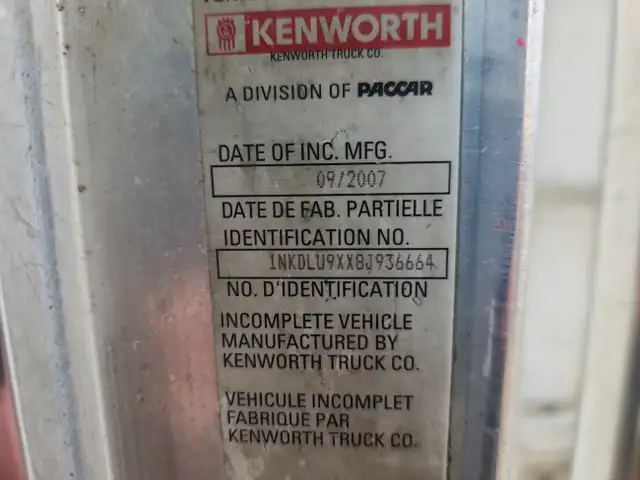 KENWORTH
KENWORTH TRUCK CO.
A DIVISION OF PACCAR
DATE OF INC. MFG.
09/2007
DATE DE FAB. PARTIELLE
IDENTIFICATION NO.
1NKDLU9XX8J936664
NO. D'IDENTIFICATION
INCOMPLETE VEHICLE
MANUFACTURED BY
KENWORTH TRUCK CO.
VEHICULE INCOMPLET
FABRIQUE PAR
KENWORTH TRUCK CO.